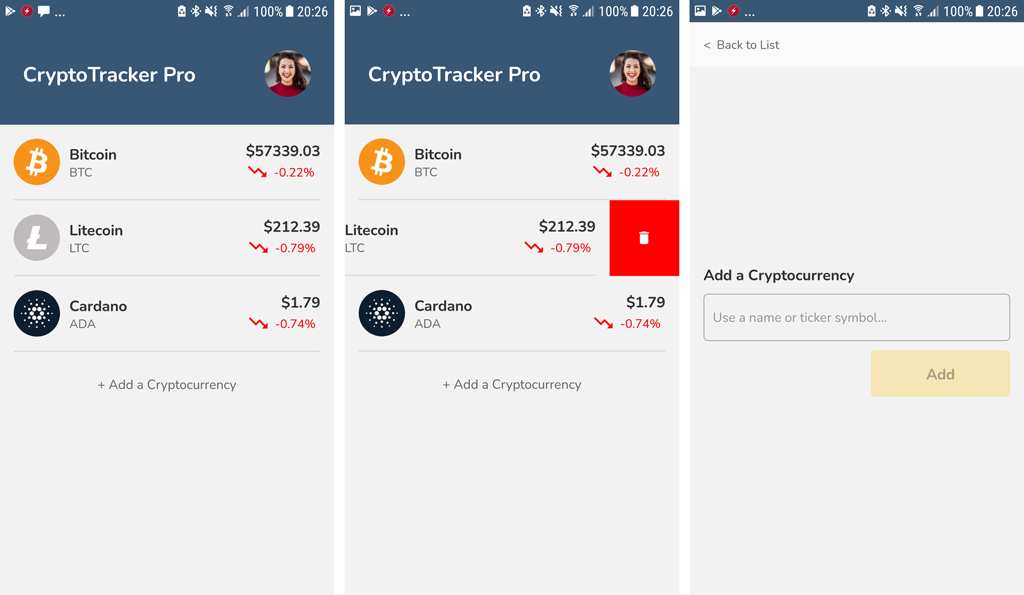 ... 100% 20:26
CryptoTracker Pro
Bitcoin $57339.03
BTC -0.22%
Litecoin $212.39
LTC -0.79%
Cardano $1.79
ADA -0.74%
+ Add a Cryptocurrency
... 100% 20:26
CryptoTracker Pro
Bitcoin $57339.03
BTC -0.22%
Litecoin $212.39
LTC -0.79%
Cardano $1.79
ADA -0.74%
+ Add a Cryptocurrency
... 100% 20:26
< Back to List
Add a Cryptocurrency
Use a name or ticker symbol...
Add